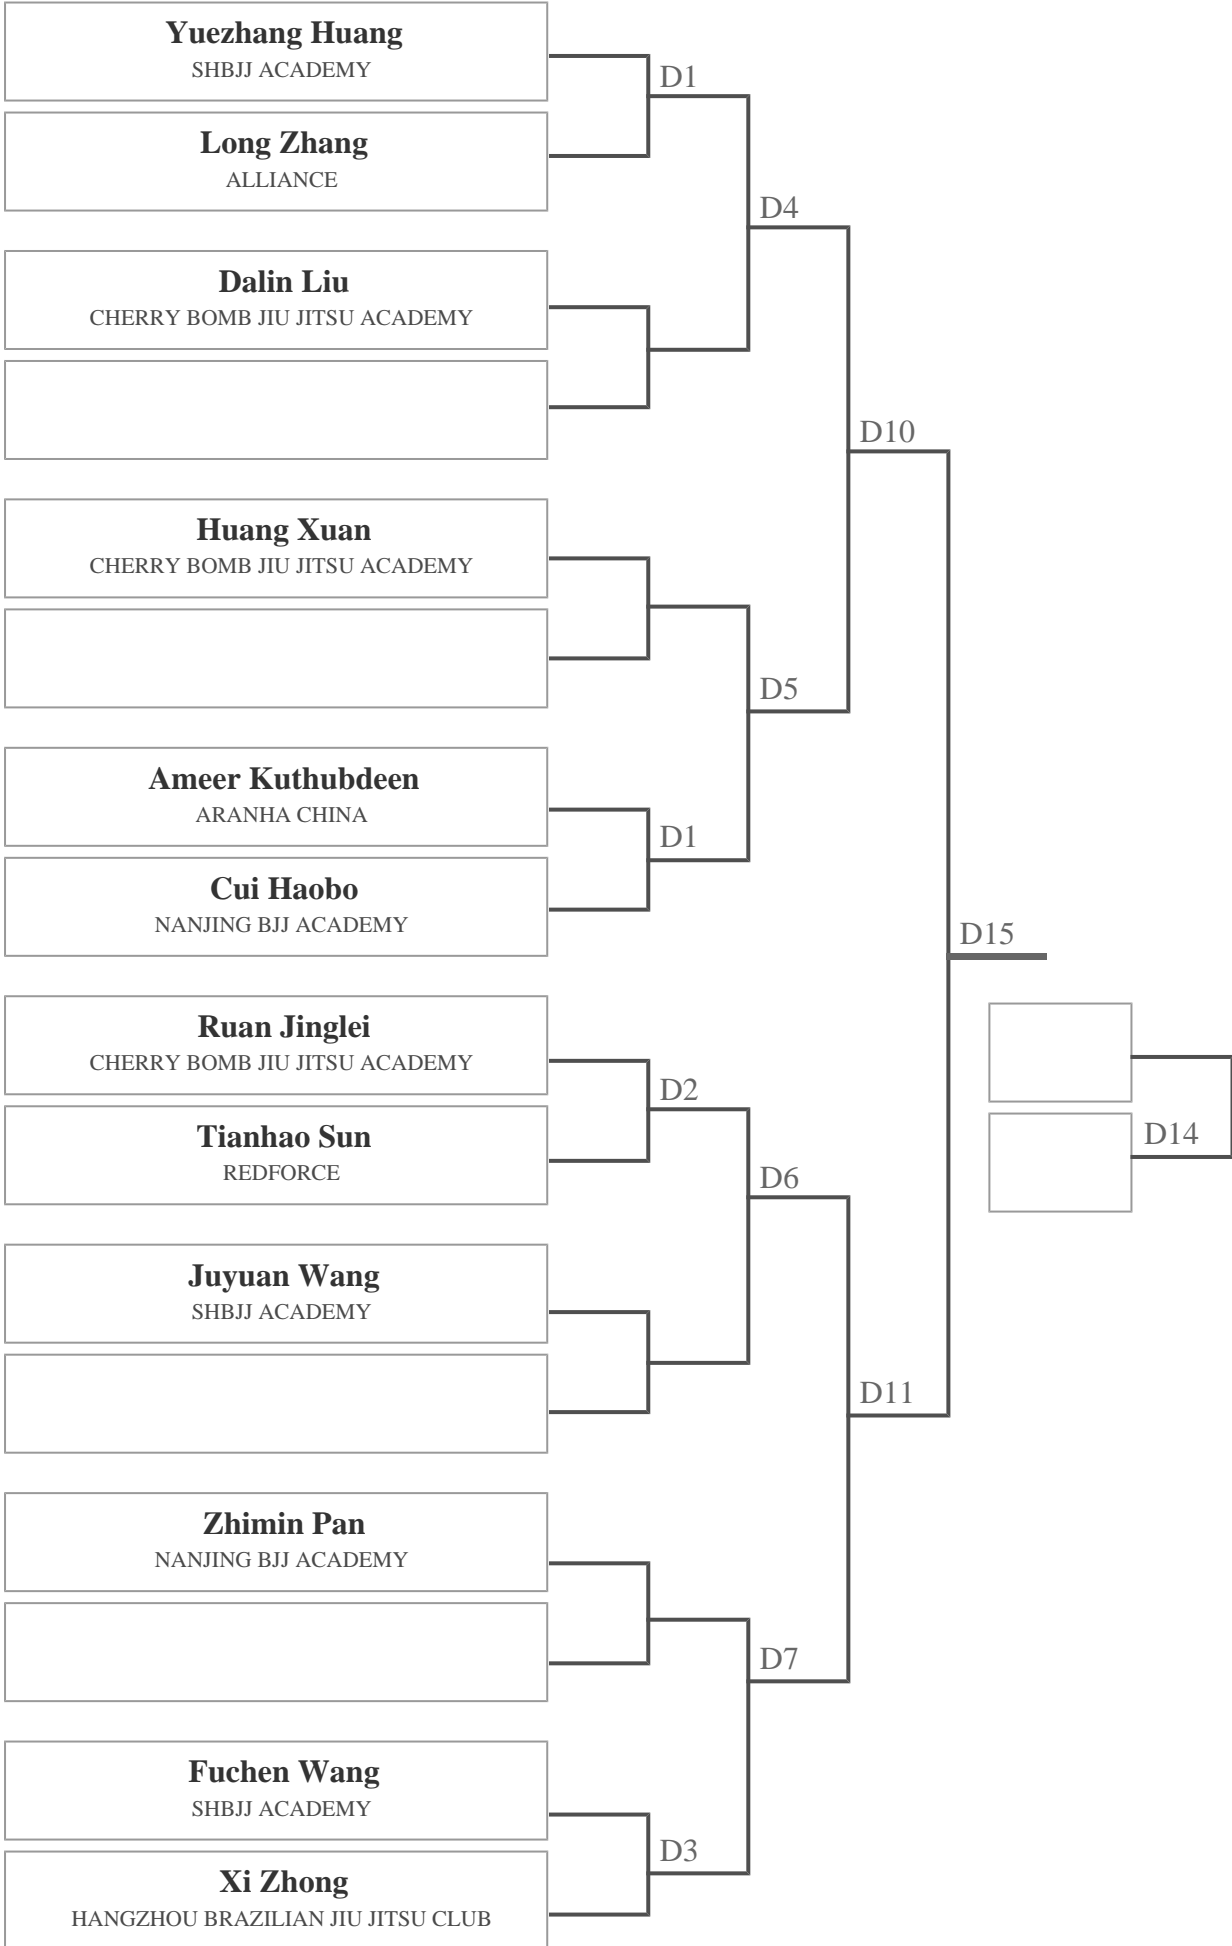 Yuezhang Huang
SHBJJ ACADEMY
D1
Long Zhang
ALLIANCE
D4
Dalin Liu
CHERRY BOMB JIU JITSU ACADEMY
D10
Huang Xuan
CHERRY BOMB JIU JITSU ACADEMY
D5
Ameer Kuthubdeen
ARANHA CHINA
D1
Cui Haobo
NANJING BJJ ACADEMY
D15
Ruan Jinglei
CHERRY BOMB JIU JITSU ACADEMY
D2
Tianhao Sun
REDFORCE
D14
D6
Juyuan Wang
SHBJJ ACADEMY
D11
Zhimin Pan
NANJING BJJ ACADEMY
D7
Fuchen Wang
SHBJJ ACADEMY
D3
Xi Zhong
HANGZHOU BRAZILIAN JIU JITSU CLUB